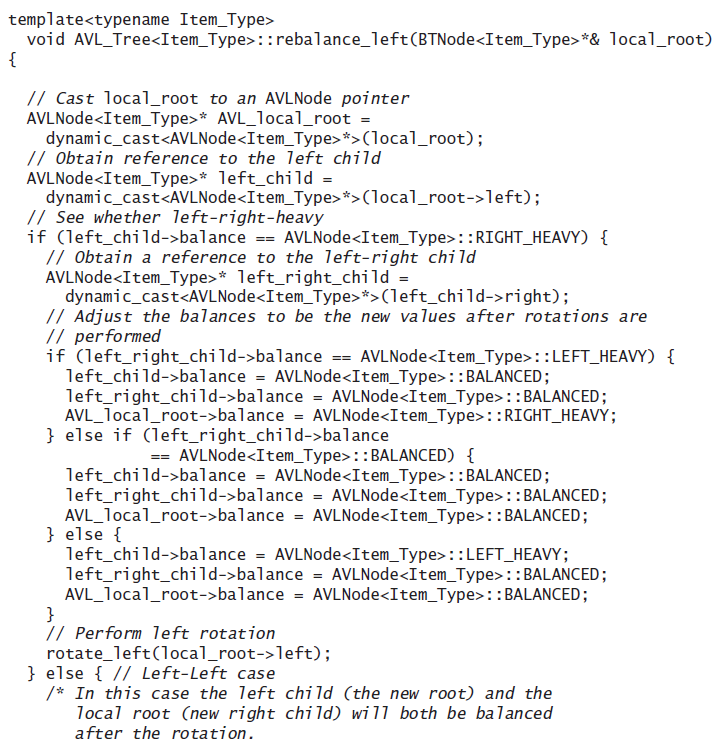 template<typename Item_Type>
  void AVL_Tree<Item_Type>::rebalance_left(BTNode<Item_Type>*& local_root)
{

  // Cast local_root to an AVLNode pointer
  AVLNode<Item_Type>* AVL_local_root =
    dynamic_cast<AVLNode<Item_Type>*>(local_root);
  // Obtain reference to the left child
  AVLNode<Item_Type>* left_child =
    dynamic_cast<AVLNode<Item_Type>*>(local_root->left);
  // See whether left-right-heavy
  if (left_child->balance == AVLNode<Item_Type>::RIGHT_HEAVY) {
    // Obtain a reference to the left-right child
    AVLNode<Item_Type>* left_right_child =
      dynamic_cast<AVLNode<Item_Type>*>(left_child->right);
    // Adjust the balances to be the new values after rotations are
    // performed
    if (left_right_child->balance == AVLNode<Item_Type>::LEFT_HEAVY) {
      left_child->balance = AVLNode<Item_Type>::BALANCED;
      left_right_child->balance = AVLNode<Item_Type>::BALANCED;
      AVL_local_root->balance = AVLNode<Item_Type>::RIGHT_HEAVY;
    } else if (left_right_child->balance
               == AVLNode<Item_Type>::BALANCED) {
      left_child->balance = AVLNode<Item_Type>::BALANCED;
      left_right_child->balance = AVLNode<Item_Type>::BALANCED;
      AVL_local_root->balance = AVLNode<Item_Type>::BALANCED;
    } else {
      left_child->balance = AVLNode<Item_Type>::LEFT_HEAVY;
      left_right_child->balance = AVLNode<Item_Type>::BALANCED;
      AVL_local_root->balance = AVLNode<Item_Type>::BALANCED;
    }
    // Perform left rotation
    rotate_left(local_root->left);
  } else { // Left-Left case
    /* In this case the left child (the new root) and the
       local root (new right child) will both be balanced
       after the rotation.